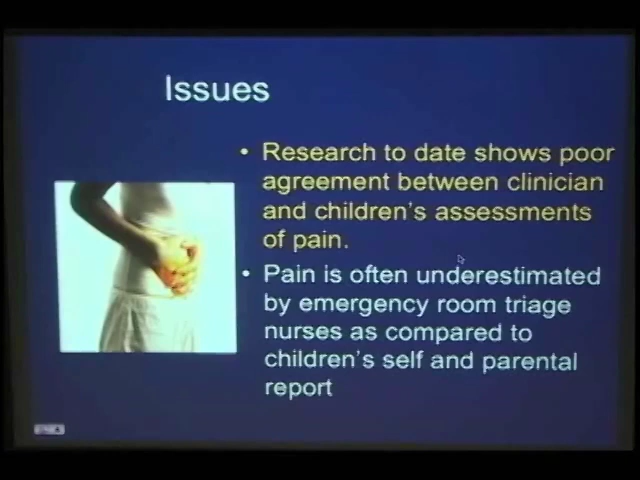 Issues
• Research to date shows poor
agreement between clinician
and children's assessments
of pain.
• Pain is often underestimated
by emergency room triage
nurses as compared to
children's self and parental
report